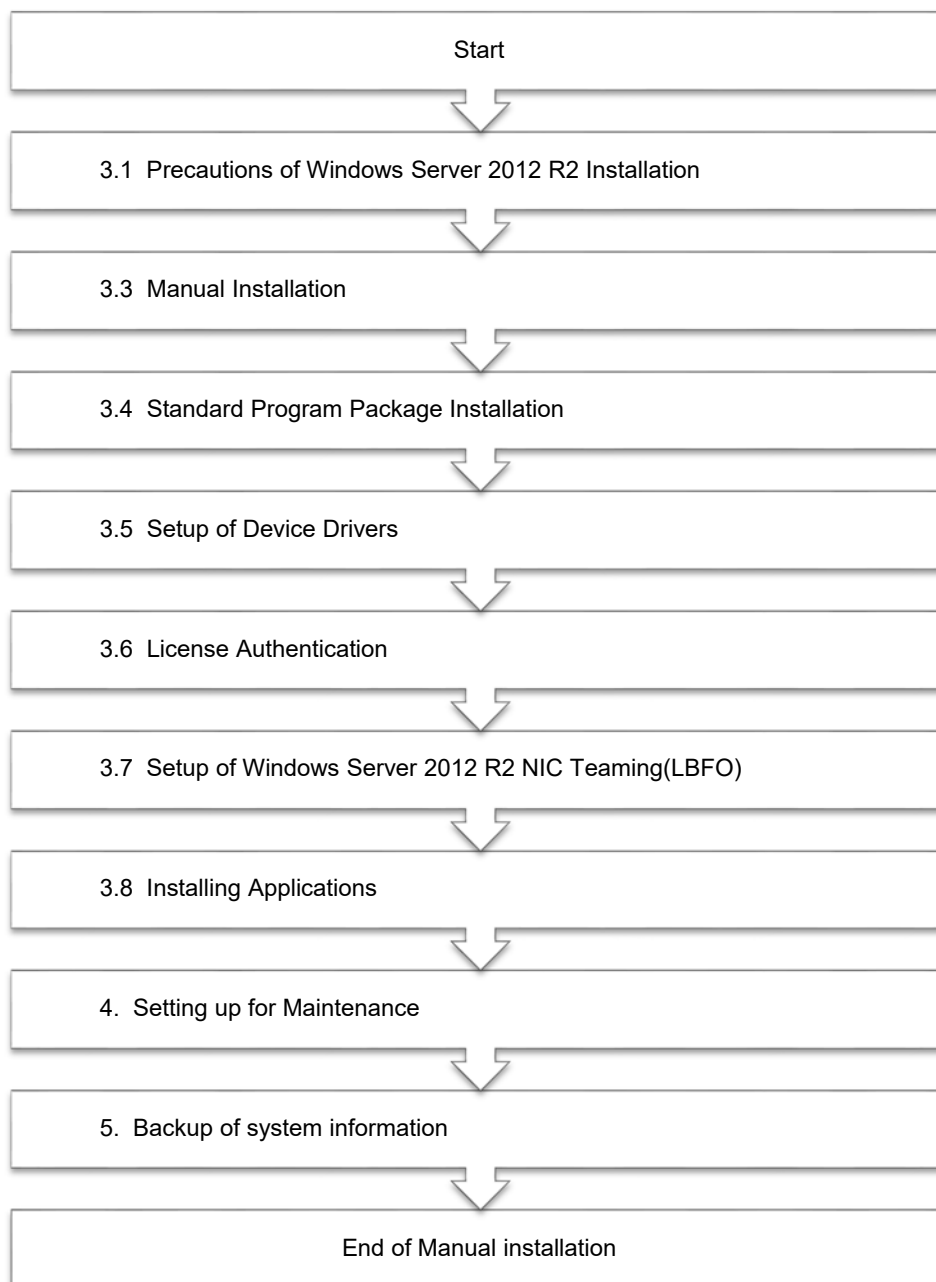 Start
3.1 Precautions of Windows Server 2012 R2 Installation
3.3 Manual Installation
3.4 Standard Program Package Installation
3.5 Setup of Device Drivers
3.6 License Authentication
3.7 Setup of Windows Server 2012 R2 NIC Teaming(LBFO)
3.8 Installing Applications
4. Setting up for Maintenance
5. Backup of system information
End of Manual installation